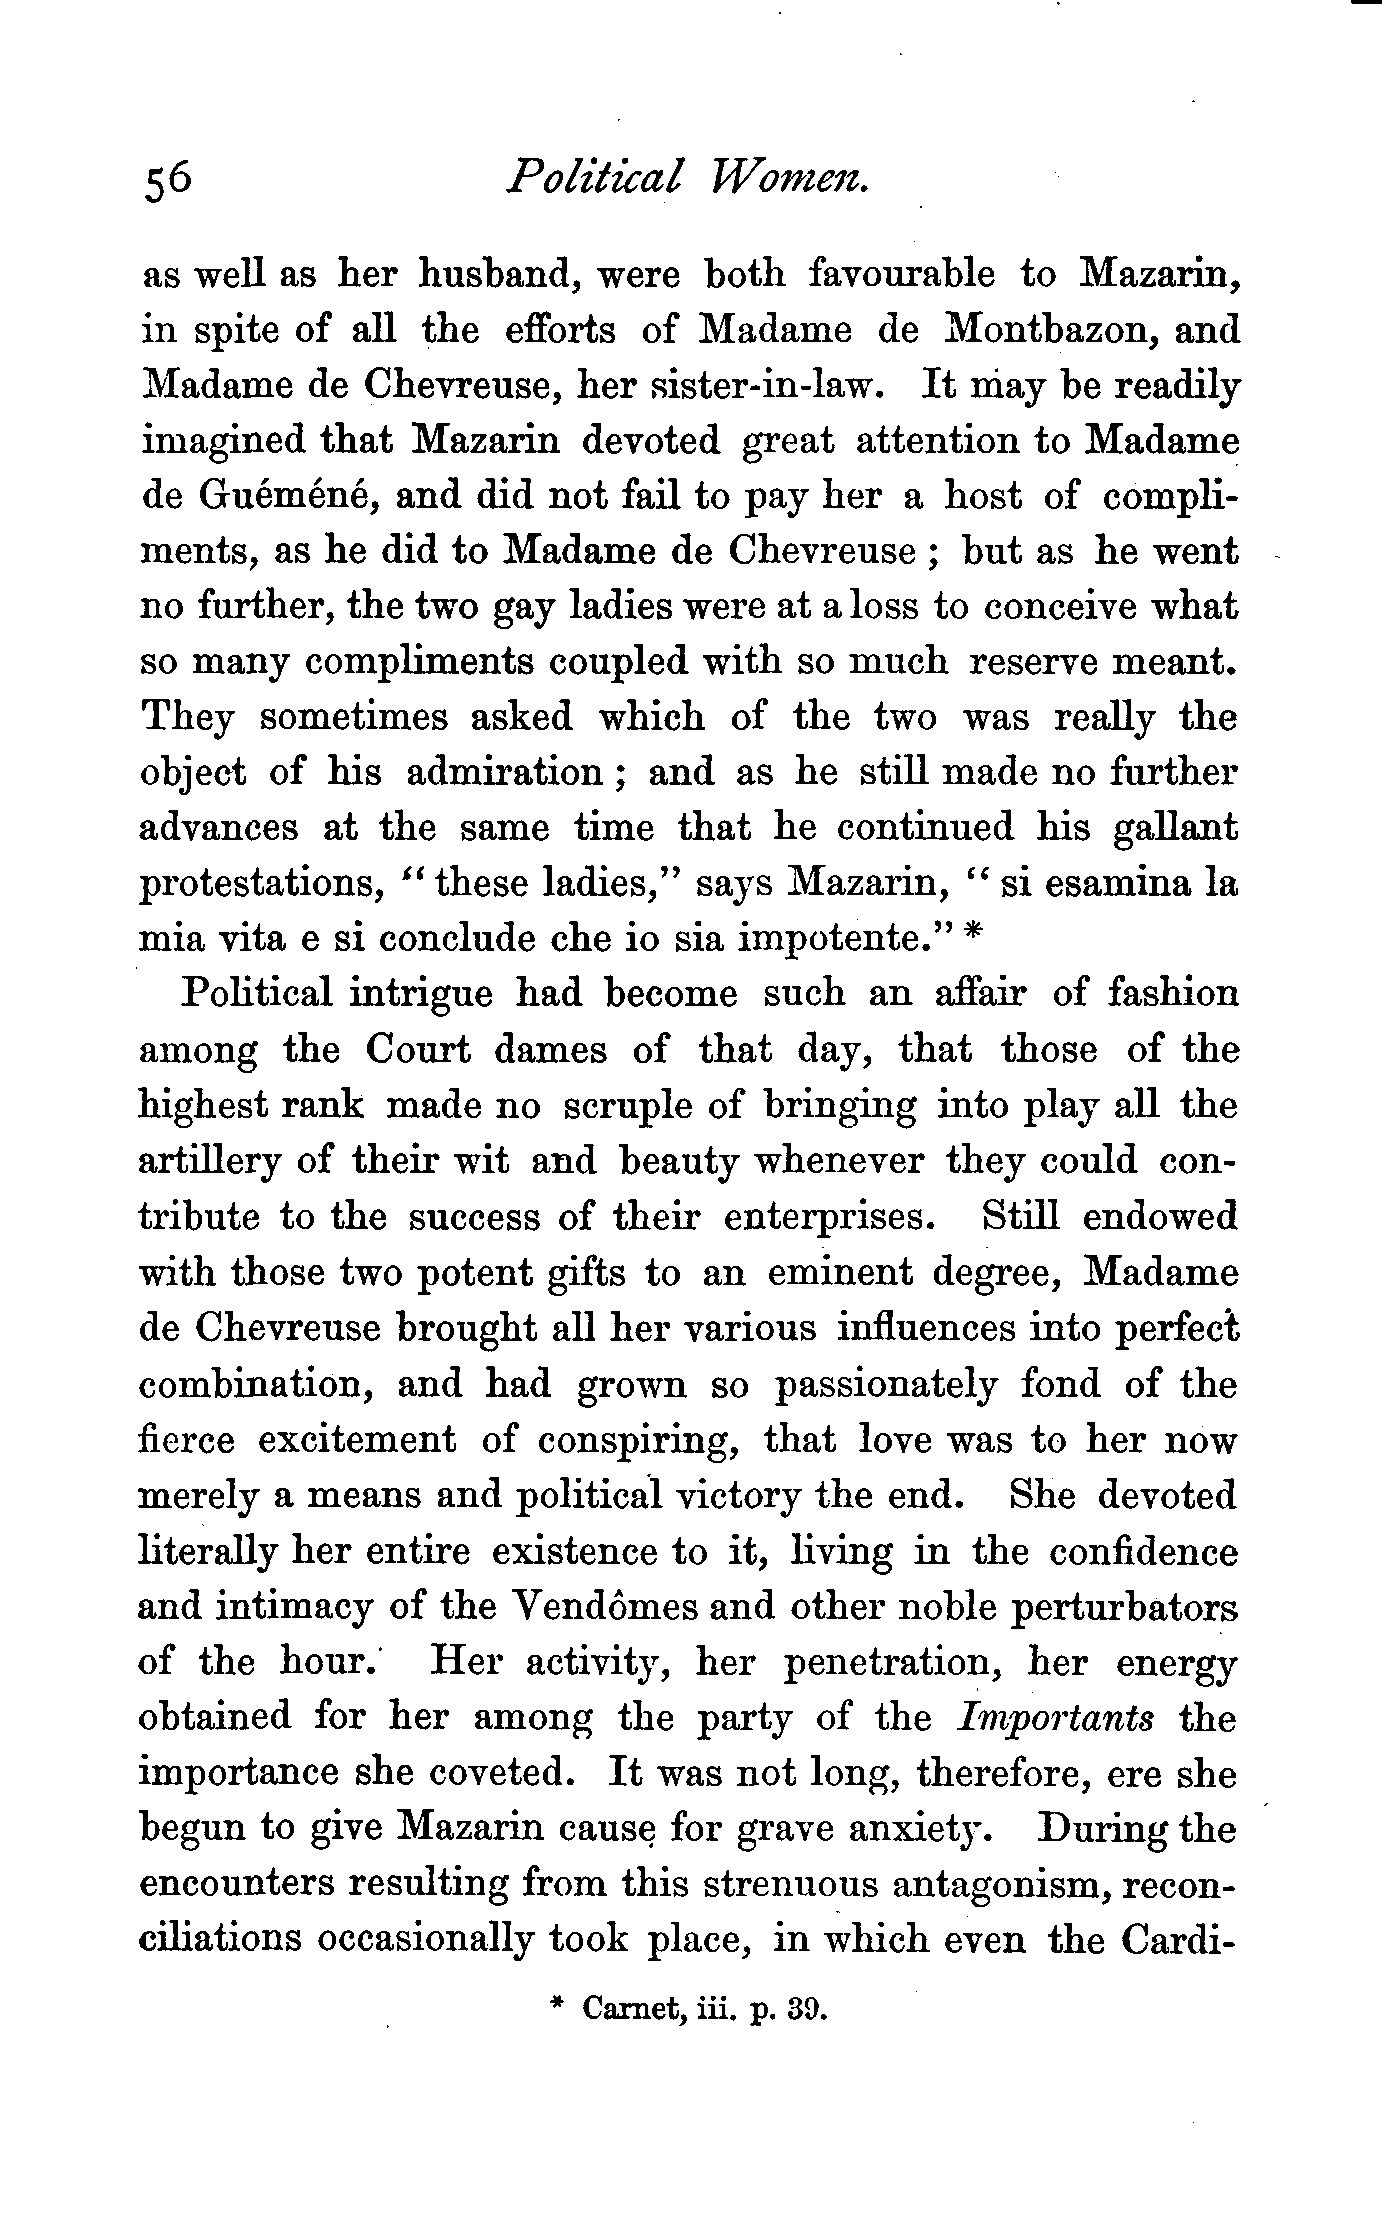 56 Political Women.
as well as her husband, were both favourable to Mazarin,
in spite of all the efforts of Madame de Montbazon, and
Madame de Chevreuse, her sister-in-law. It may be readily
imagined that Mazarin devoted great attention to Madame
de Guéméné, and did not fail to pay her a host of compli-
ments, as he did to Madame de Chevreuse ; but as he went
no further, the two gay ladies were at a loss to conceive what
so many compliments coupled with so much reserve meant.
They sometimes asked which of the two was really the
object of his admiration ; and as he still made no further
advances at the same time that he continued his gallant
protestations, “ these ladies,” says Mazarin, “ si esamina la
mia vita e si conclude che io sia impotente.” *
Political intrigue had become such an affair of fashion
among the Court dames of that day, that those of the
highest rank made no scruple of bringing into play all the
artillery of their wit and beauty whenever they could con-
tribute to the success of their enterprises. Still endowed
with those two potent gifts to an eminent degree, Madame
de Chevreuse brought all her various influences into perfect
combination, and had grown so passionately fond of the
fierce excitement of conspiring, that love was to her now
merely a means and political victory the end. She devoted
literally her entire existence to it, living in the confidence
and intimacy of the Vendômes and other noble perturbators
of the hour. Her activity, her penetration, her energy
obtained for her among the party of the Importants the
importance she coveted. It was not long, therefore, ere she
begun to give Mazarin cause for grave anxiety. During the
encounters resulting from this strenuous antagonism, recon-
ciliations occasionally took place, in which even the Cardi-
* Carnet, iii. p. 39.